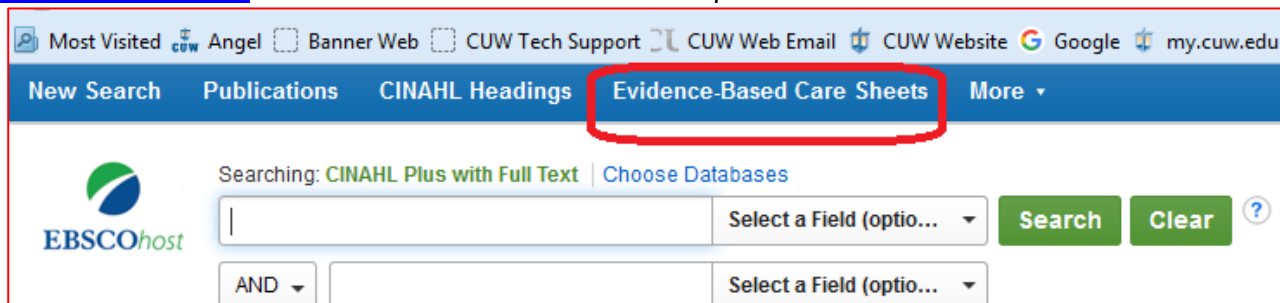 Most Visited CUW Angel Banner Web CUW Tech Support CUW Web Email CUW Website Google my.cuw.edu
New Search Publications CINAHL Headings Evidence-Based Care Sheets More
Searching: CINAHL Plus with Full Text Choose Databases
Select a Field (optio... Search Clear ?
EBSCOhost
AND Select a Field (optio...